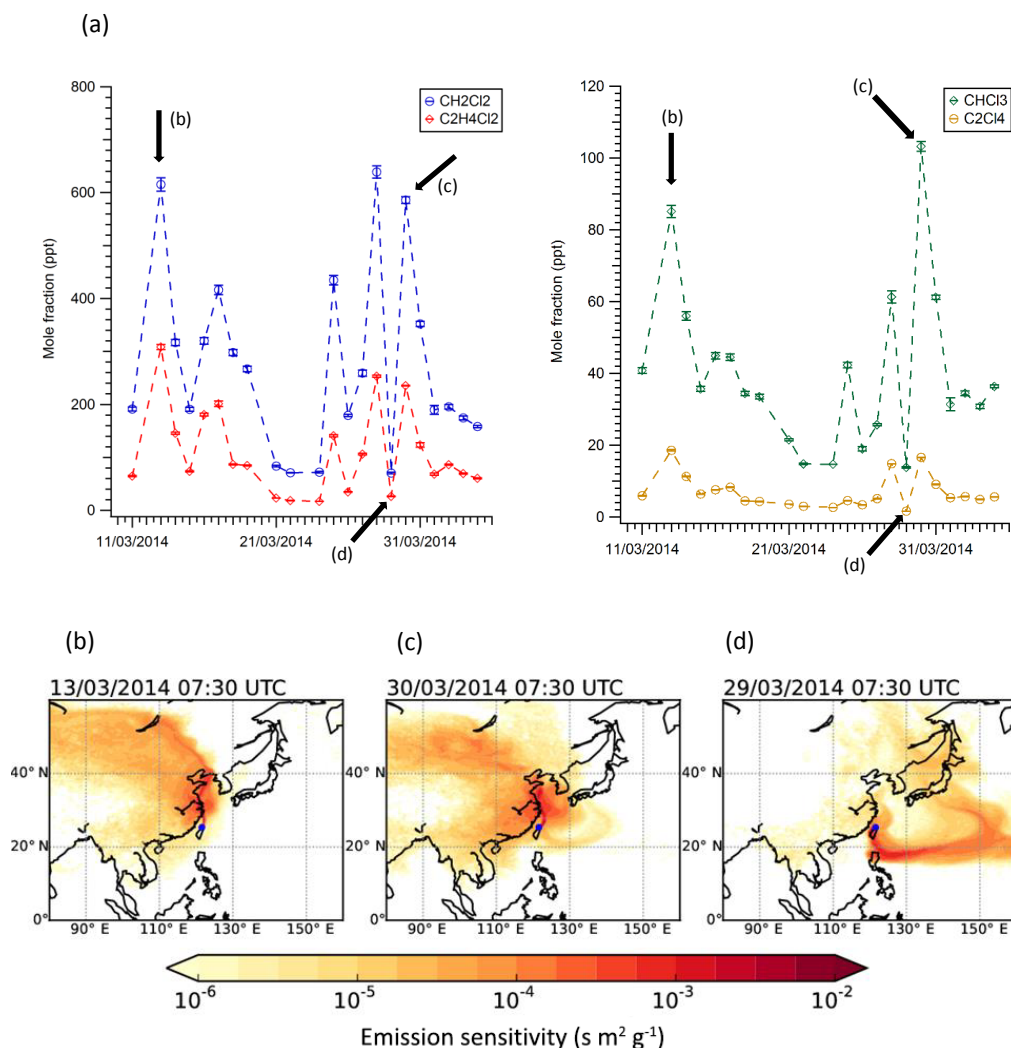 (a)
800
600
400
200
0
Mole fraction (ppt)
11/03/2014
21/03/2014
31/03/2014
CH2Cl2
C2H4Cl2
(b)
(c)
(d)
120
100
80
60
40
20
0
Mole fraction (ppt)
11/03/2014
21/03/2014
31/03/2014
CHCl3
C2Cl4
(b)
(c)
(d)
(b)
(c)
(d)
13/03/2014 07:30 UTC
30/03/2014 07:30 UTC
29/03/2014 07:30 UTC
40° N
20° N
0°
90° E 110° E 130° E 150° E
40° N
20° N
0°
90° E 110° E 130° E 150° E
40° N
20° N
0°
90° E 110° E 130° E 150° E
10⁻⁶ 10⁻⁵ 10⁻⁴ 10⁻³ 10⁻²
Emission sensitivity (s m² g⁻¹)